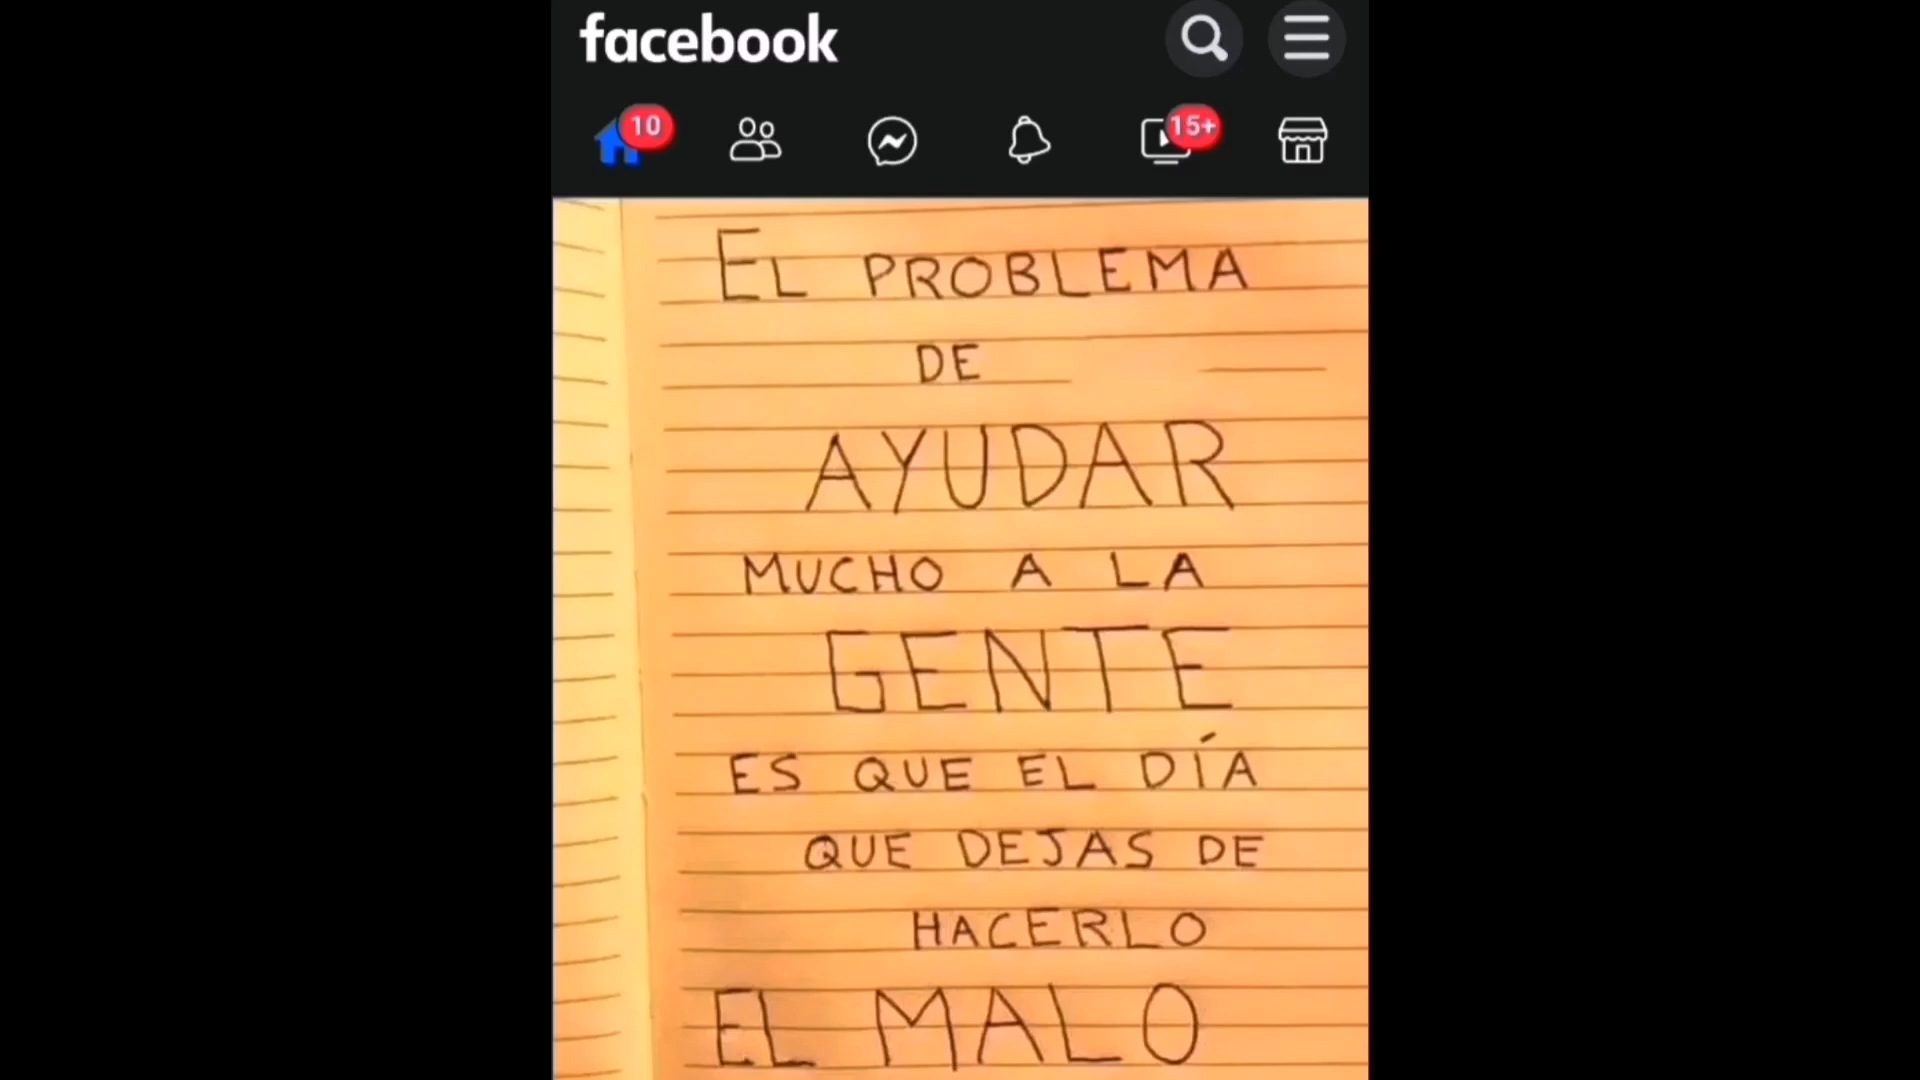 facebook
10
15+
EL PROBLEMA
DE
AYUDAR
MUCHO A LA
GENTE
ES QUE EL DÍA
QUE DEJAS DE
HACERLO
EL MALO